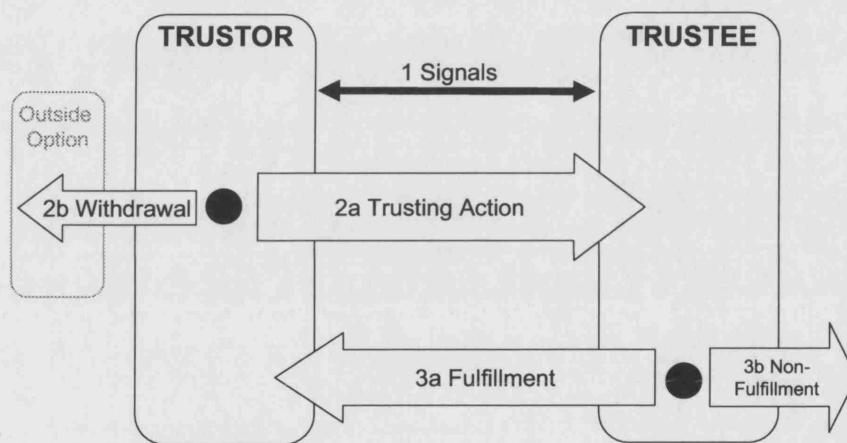 TRUSTOR
TRUSTEE
1 Signals
Outside
Option
2b Withdrawal
2a Trusting Action
3a Fulfillment
3b Non-
Fulfillment